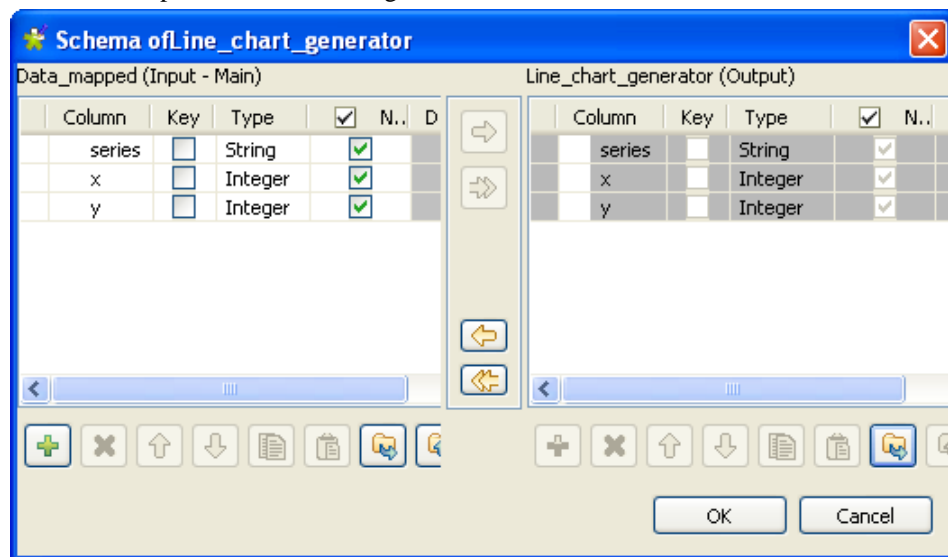 Schema ofLine_chart_generator
Data_mapped (Input - Main)
Line_chart_generator (Output)
Column Key Type N.. D
series String
x Integer
y Integer
Column Key Type N..
series String
x Integer
y Integer
OK Cancel